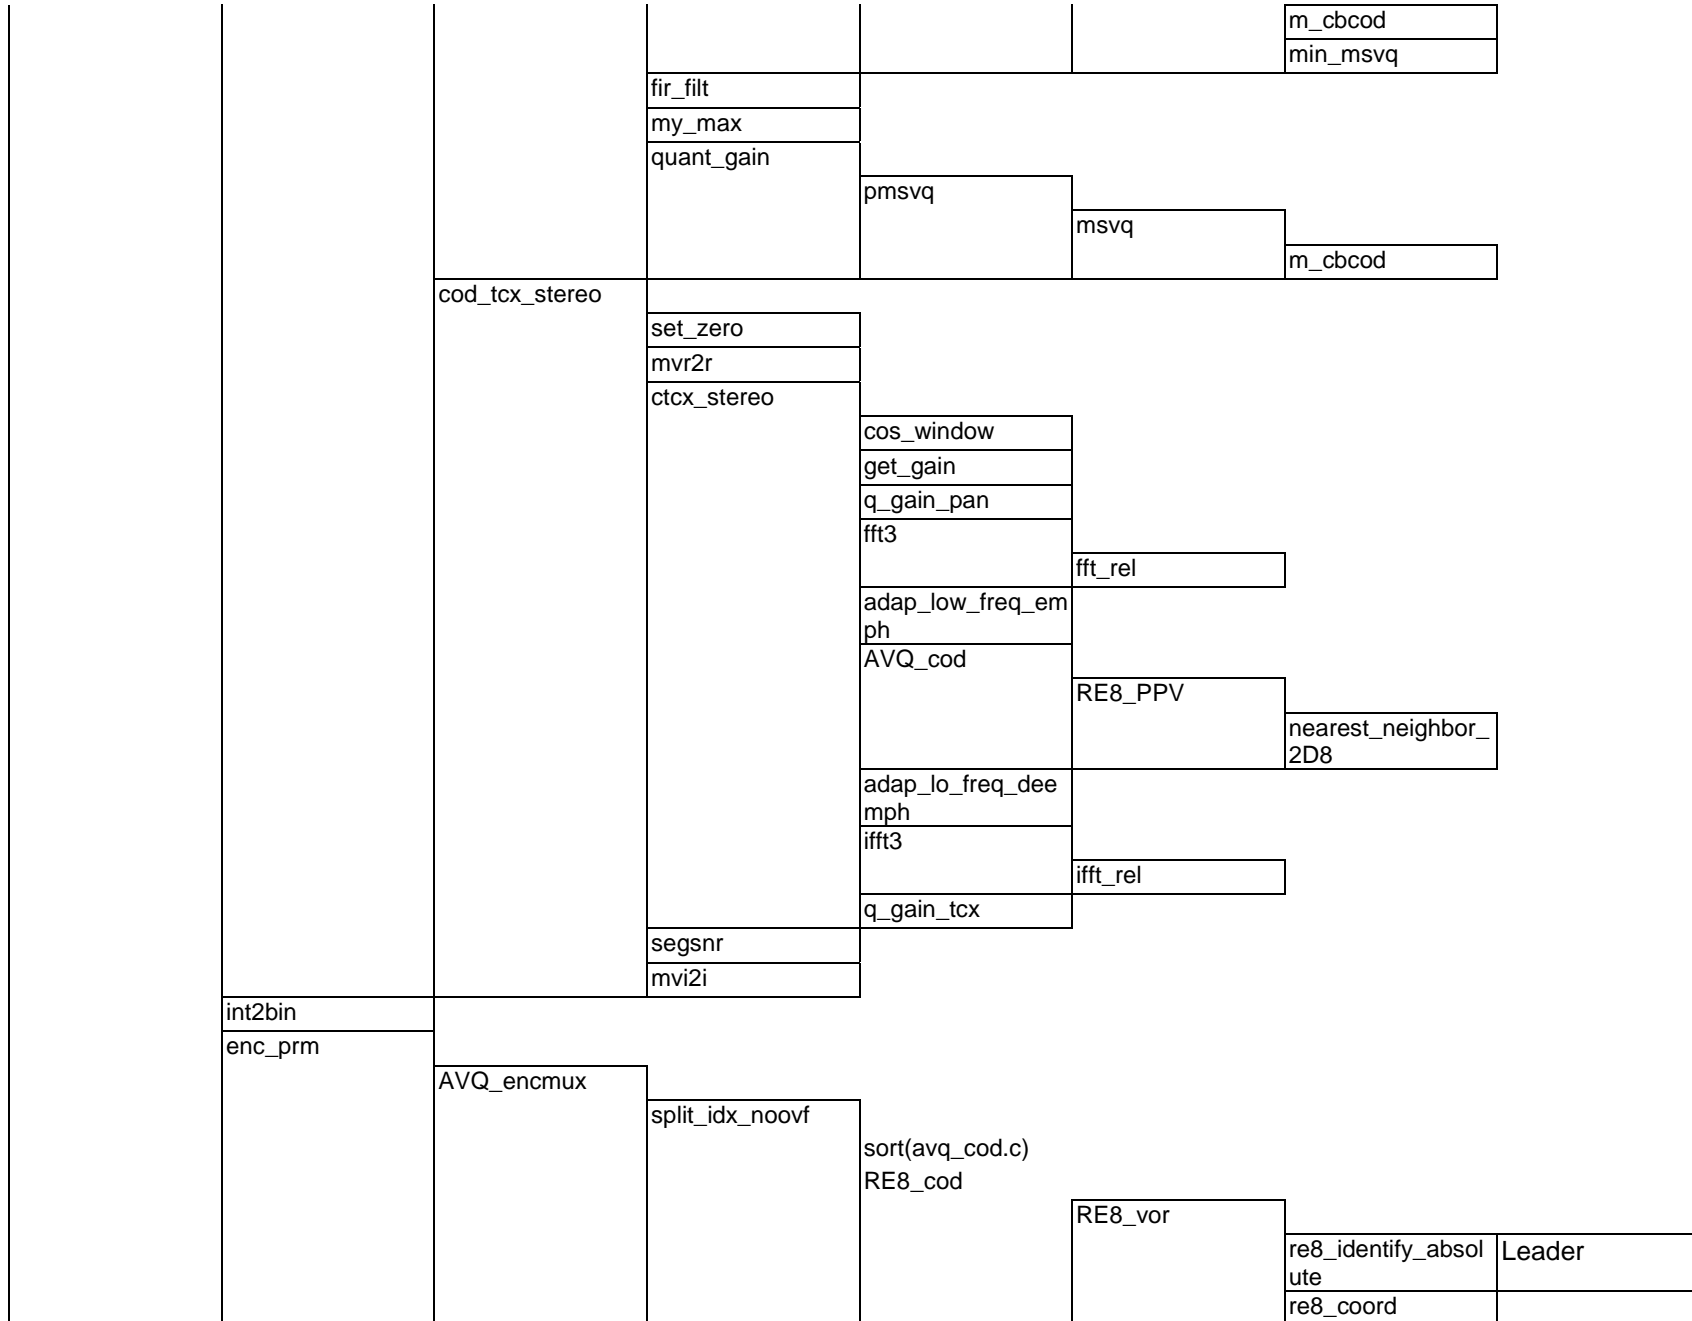 m_cbcod
min_msvq
fir_filt
my_max
quant_gain
pmsvq
msvq
m_cbcod
cod_tcx_stereo
set_zero
mvr2r
ctcx_stereo
cos_window
get_gain
q_gain_pan
fft3
fft_rel
adap_low_freq_em
ph
AVQ_cod
RE8_PPV
nearest_neighbor_
2D8
adap_lo_freq_dee
mph
ifft3
ifft_rel
q_gain_tcx
segsnr
mvi2i
int2bin
enc_prm
AVQ_encmux
split_idx_noovf
sort(avq_cod.c)
RE8_cod
RE8_vor
re8_identify_absol
ute
Leader
re8_coord